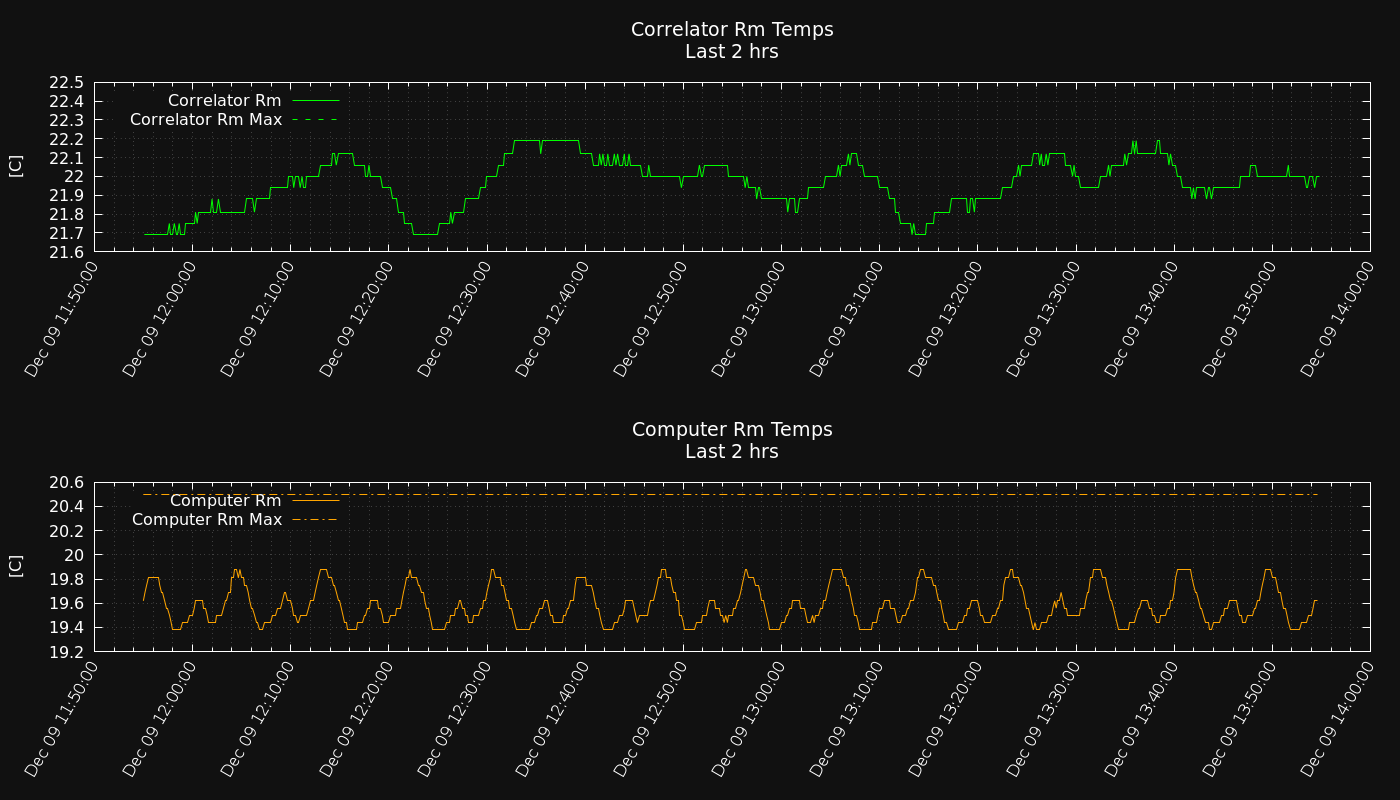 Correlator Rm Temps
Last 2 hrs
22.5
22.4
22.3
22.2
22.1
22
21.9
21.8
21.7
21.6
[C]
Correlator Rm
Correlator Rm Max
Dec 09 11:50:00
Dec 09 12:00:00
Dec 09 12:10:00
Dec 09 12:20:00
Dec 09 12:30:00
Dec 09 12:40:00
Dec 09 12:50:00
Dec 09 13:00:00
Dec 09 13:10:00
Dec 09 13:20:00
Dec 09 13:30:00
Dec 09 13:40:00
Dec 09 13:50:00
Dec 09 14:00:00
Computer Rm Temps
Last 2 hrs
20.6
20.4
20.2
20
19.8
19.6
19.4
19.2
[C]
Computer Rm
Computer Rm Max
Dec 09 11:50:00
Dec 09 12:00:00
Dec 09 12:10:00
Dec 09 12:20:00
Dec 09 12:30:00
Dec 09 12:40:00
Dec 09 12:50:00
Dec 09 13:00:00
Dec 09 13:10:00
Dec 09 13:20:00
Dec 09 13:30:00
Dec 09 13:40:00
Dec 09 13:50:00
Dec 09 14:00:00